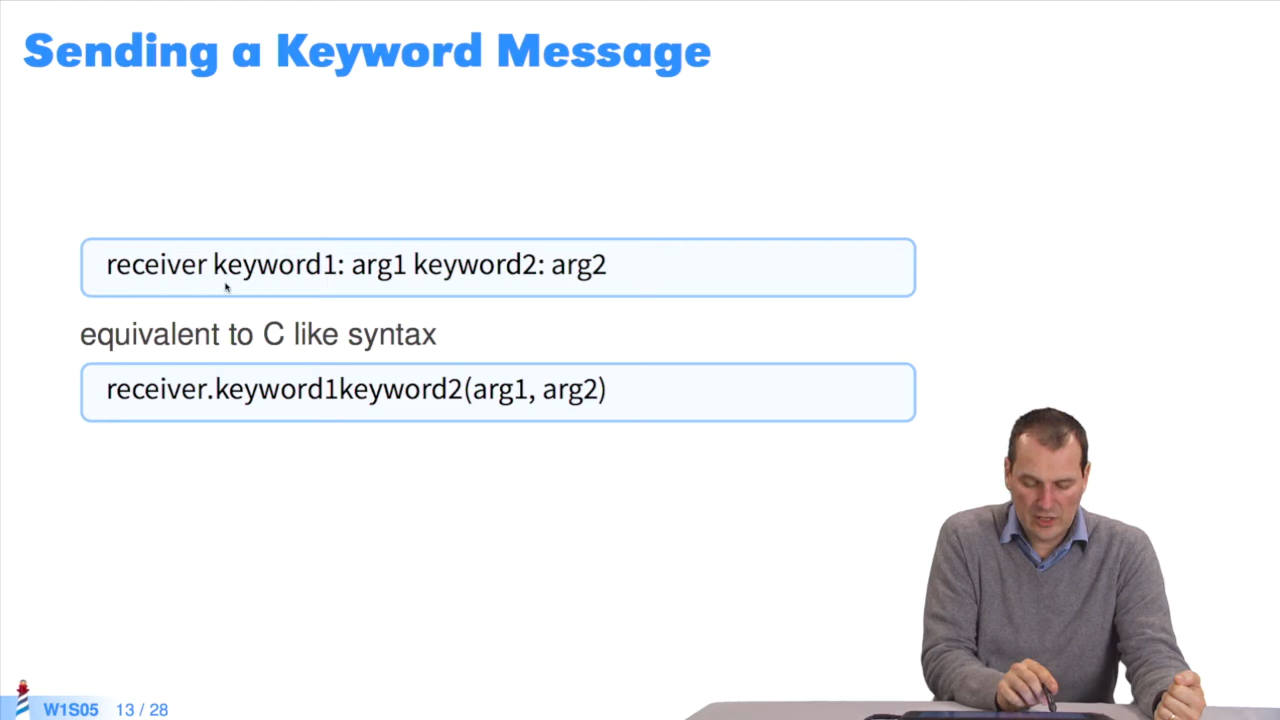 Sending a Keyword Message
receiver keyword1: arg1 keyword2: arg2
equivalent to C like syntax
receiver.keyword1keyword2(arg1, arg2)
W1S05 13 / 28